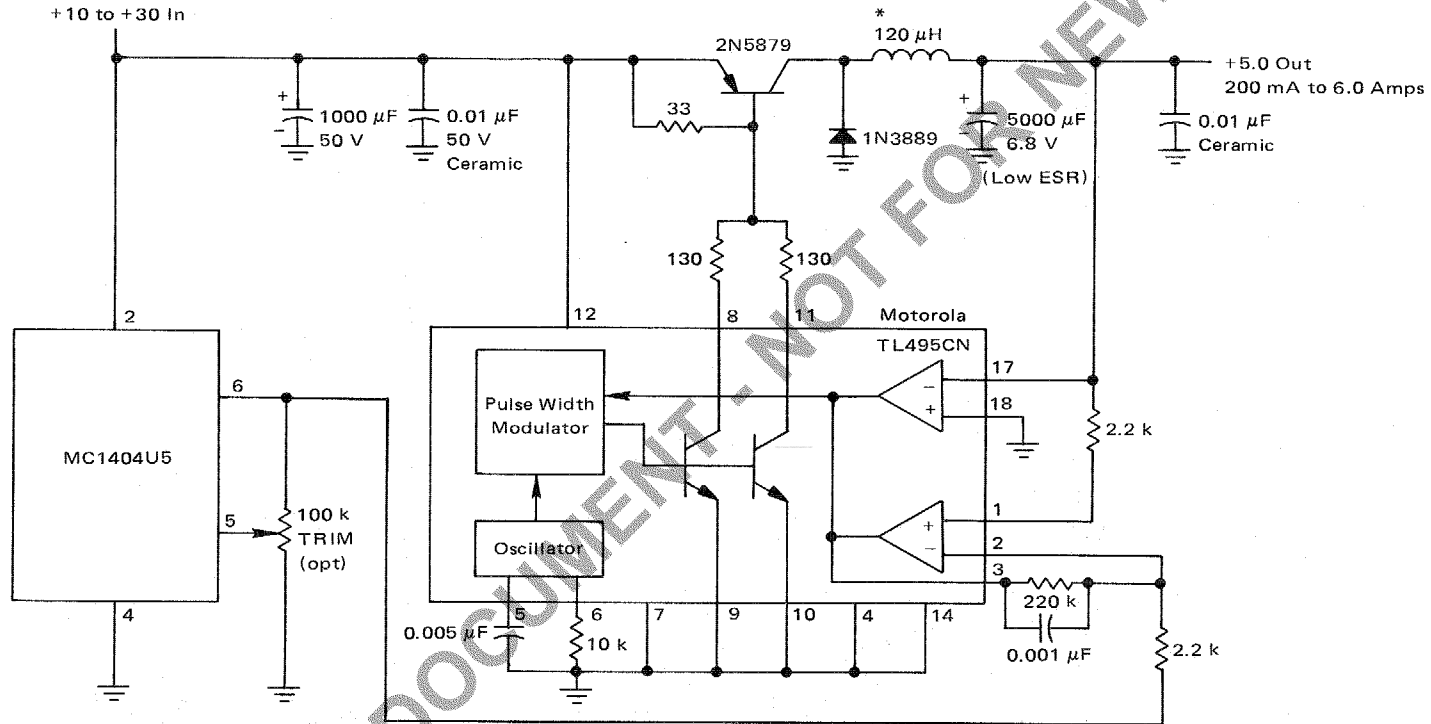 +10 to +30 In
2N5879
*
120 μH
+5.0 Out
200 mA to 6.0 Amps
+
−
1000 μF
50 V
0.01 μF
50 V
Ceramic
33
1N3889
+
−
5000 μF
6.8 V
(Low ESR)
0.01 μF
Ceramic
130
130
2
12
8
11
Motorola
TL495CN
MC1404U5
6
5
4
100 k
TRIM
(opt)
Pulse Width
Modulator
Oscillator
−
+
17
18
2.2 k
+
−
1
2
3
5
6
7
9
10
4
14
0.005 μF
10 k
220 k
0.001 μF
2.2 k
DOCUMENT - NOT FOR NEW